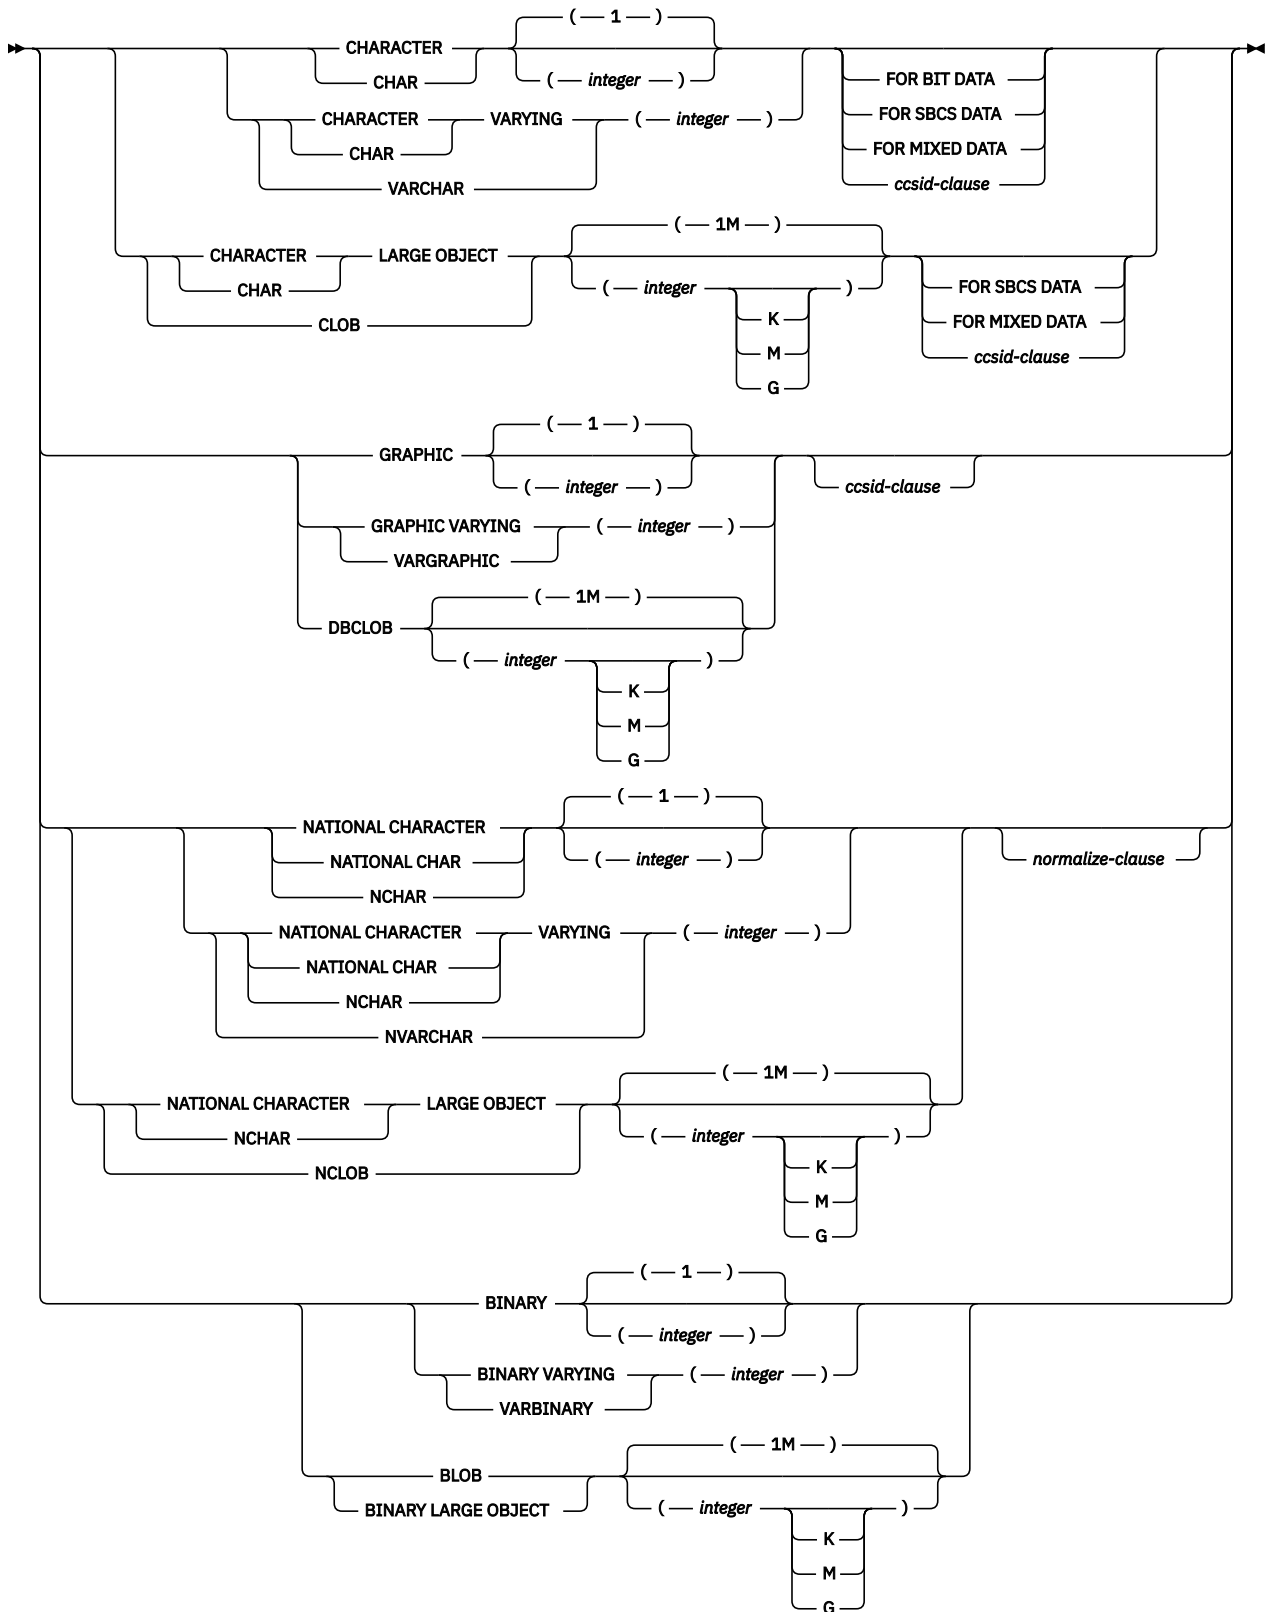 ( 1 )
CHARACTER
CHAR ( integer )
FOR BIT DATA
FOR SBCS DATA
CHARACTER VARYING ( integer )
CHAR FOR MIXED DATA
VARCHAR ccsid-clause
( 1M )
CHARACTER LARGE OBJECT
CHAR ( integer ) FOR SBCS DATA
CLOB K FOR MIXED DATA
M ccsid-clause
G
( 1 )
GRAPHIC
( integer ) ccsid-clause
GRAPHIC VARYING ( integer )
VARGRAPHIC
( 1M )
DBCLOB
( integer )
K
M
G
( 1 )
NATIONAL CHARACTER
NATIONAL CHAR ( integer ) normalize-clause
NCHAR
NATIONAL CHARACTER VARYING ( integer )
NATIONAL CHAR
NCHAR
NVARCHAR
( 1M )
NATIONAL CHARACTER LARGE OBJECT
NCHAR ( integer )
NCLOB K
M
G
( 1 )
BINARY
( integer )
BINARY VARYING ( integer )
VARBINARY
( 1M )
BLOB
BINARY LARGE OBJECT ( integer )
K
M
G